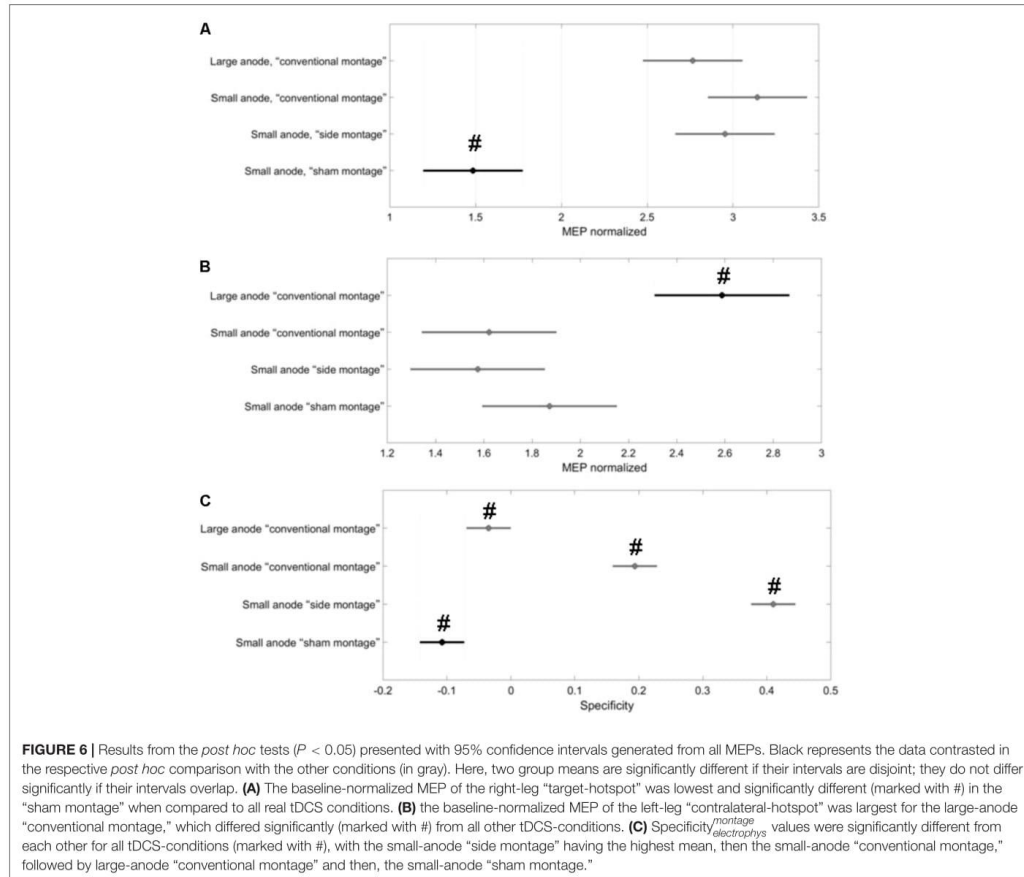 A
Large anode, "conventional montage"
Small anode, "conventional montage"
Small anode, "side montage"
#
Small anode, "sham montage"
1 1.5 2 2.5 3 3.5
MEP normalized
B
#
Large anode "conventional montage"
Small anode "conventional montage"
Small anode "side montage"
Small anode "sham montage"
1.2 1.4 1.6 1.8 2 2.2 2.4 2.6 2.8 3
MEP normalized
C
#
Large anode "conventional montage"
#
Small anode "conventional montage"
#
Small anode "side montage"
#
Small anode "sham montage"
-0.2 -0.1 0 0.1 0.2 0.3 0.4 0.5
Specificity
FIGURE 6 | Results from the post hoc tests (P < 0.05) presented with 95% confidence intervals generated from all MEPs. Black represents the data contrasted in
the respective post hoc comparison with the other conditions (in gray). Here, two group means are significantly different if their intervals are disjoint; they do not differ
significantly if their intervals overlap. (A) The baseline-normalized MEP of the right-leg “target-hotspot” was lowest and significantly different (marked with #) in the
“sham montage” when compared to all real tDCS conditions. (B) the baseline-normalized MEP of the left-leg “contralateral-hotspot” was largest for the large-anode
“conventional montage,” which differed significantly (marked with #) from all other tDCS-conditions. (C) Specificity montage electrophys values were significantly different from
each other for all tDCS-conditions (marked with #), with the small-anode “side montage” having the highest mean, then the small-anode “conventional montage,”
followed by large-anode “conventional montage” and then, the small-anode “sham montage.”